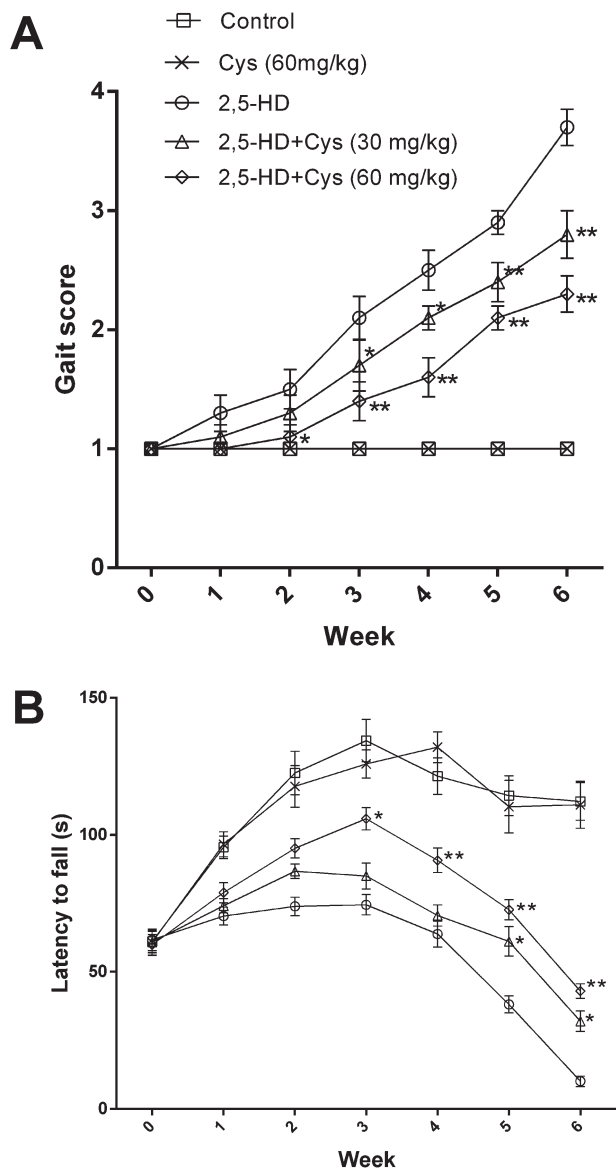 A
Control
Cys (60mg/kg)
2,5-HD
2,5-HD+Cys (30 mg/kg)
2,5-HD+Cys (60 mg/kg)
4
3
2
1
0
Gait score
**
**
*
*
**
**
**
**
*
0 1 2 3 4 5 6
Week
B
150
100
50
0
Latency to fall (s)
*
**
**
*
**
*
0 1 2 3 4 5 6
Week